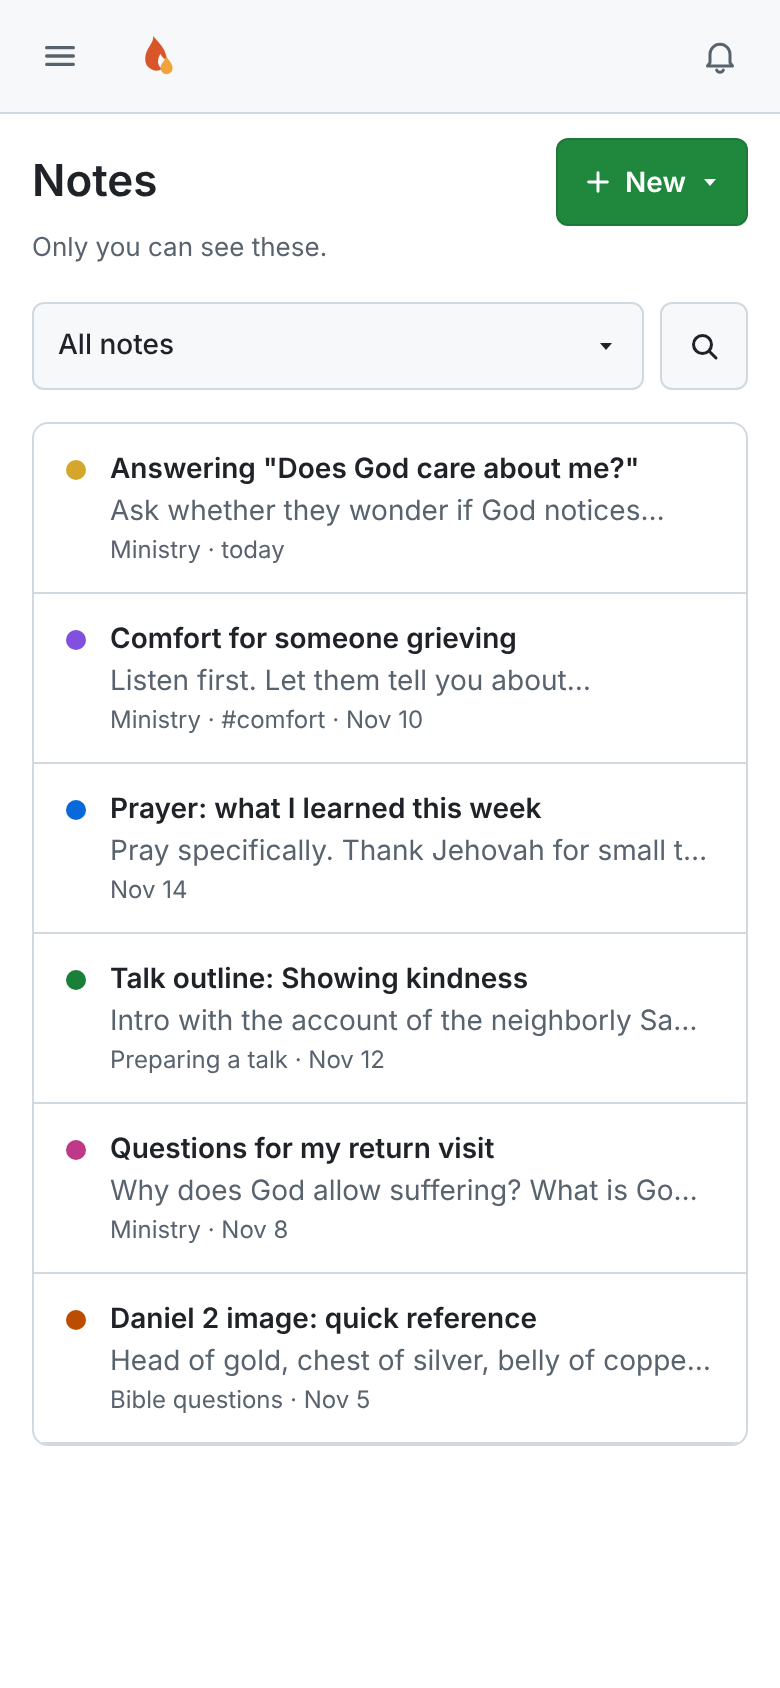 Notes
New
Only you can see these.
All notes
Answering "Does God care about me?"
Ask whether they wonder if God notices...
Ministry · today
Comfort for someone grieving
Listen first. Let them tell you about...
Ministry · #comfort · Nov 10
Prayer: what I learned this week
Pray specifically. Thank Jehovah for small t...
Nov 14
Talk outline: Showing kindness
Intro with the account of the neighborly Sa...
Preparing a talk · Nov 12
Questions for my return visit
Why does God allow suffering? What is Go...
Ministry · Nov 8
Daniel 2 image: quick reference
Head of gold, chest of silver, belly of coppe...
Bible questions · Nov 5